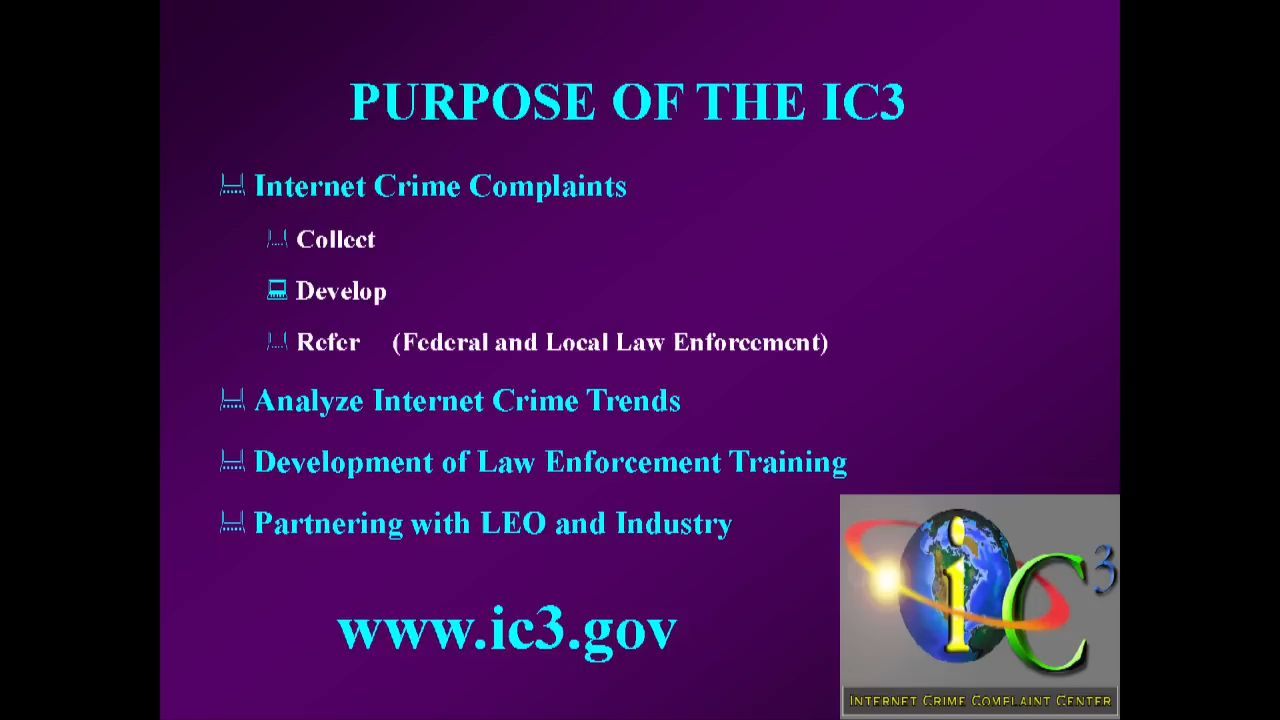 PURPOSE OF THE IC3
Internet Crime Complaints
Collect
Develop
Refer (Federal and Local Law Enforcement)
Analyze Internet Crime Trends
Development of Law Enforcement Training
Partnering with LEO and Industry
www.ic3.gov
iC3
INTERNET CRIME COMPLAINT CENTER